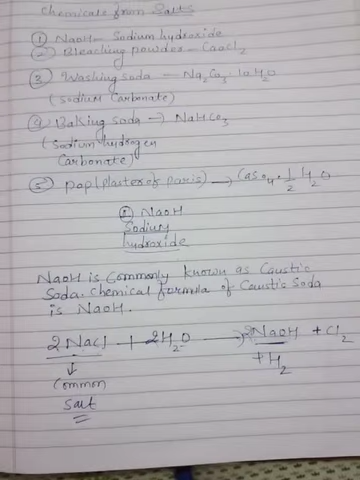 Chemicals from Salts
① NaOH - Sodium hydroxide
② Bleaching powder - CaOCl2
③ Washing soda - Na2CO3 · 10H2O
(Sodium Carbonate)
④ Baking soda → NaHCO3
(Sodium hydrogen
Carbonate)
⑤ pop (plaster of paris) → CaSO4 · 1/2 H2O
① NaOH
Sodium
hydroxide
NaOH is Commonly known as Caustic
Soda. Chemical formula of Caustic Soda
is NaOH.
2NaCl + 2H2O → 2NaOH + Cl2
+ H2
↓
Common
Salt